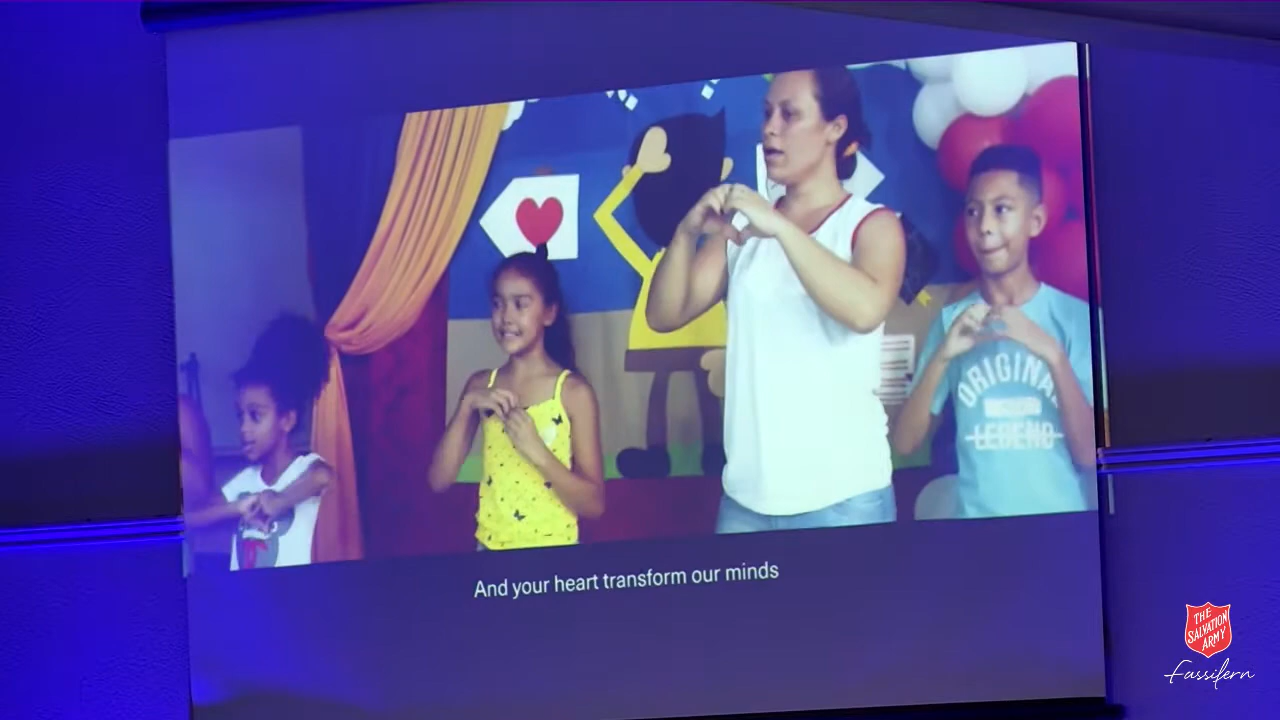 ORIGINAL
LEGEND
And your heart transform our minds
THE
SALVATION
ARMY
Fassifern